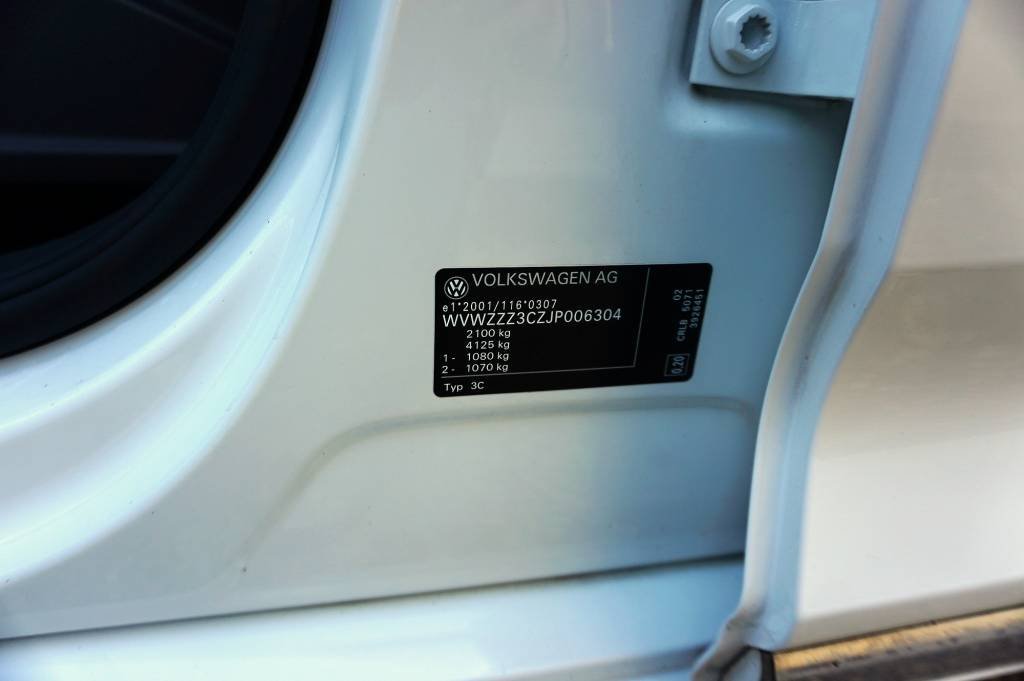 VOLKSWAGEN AG
e1*2001/116*0307
WVWZZZ3CZJP006304
2100 kg
4125 kg
1 - 1080 kg
2 - 1070 kg
Typ 3C
02
CRLB 5071
3926451
0.20